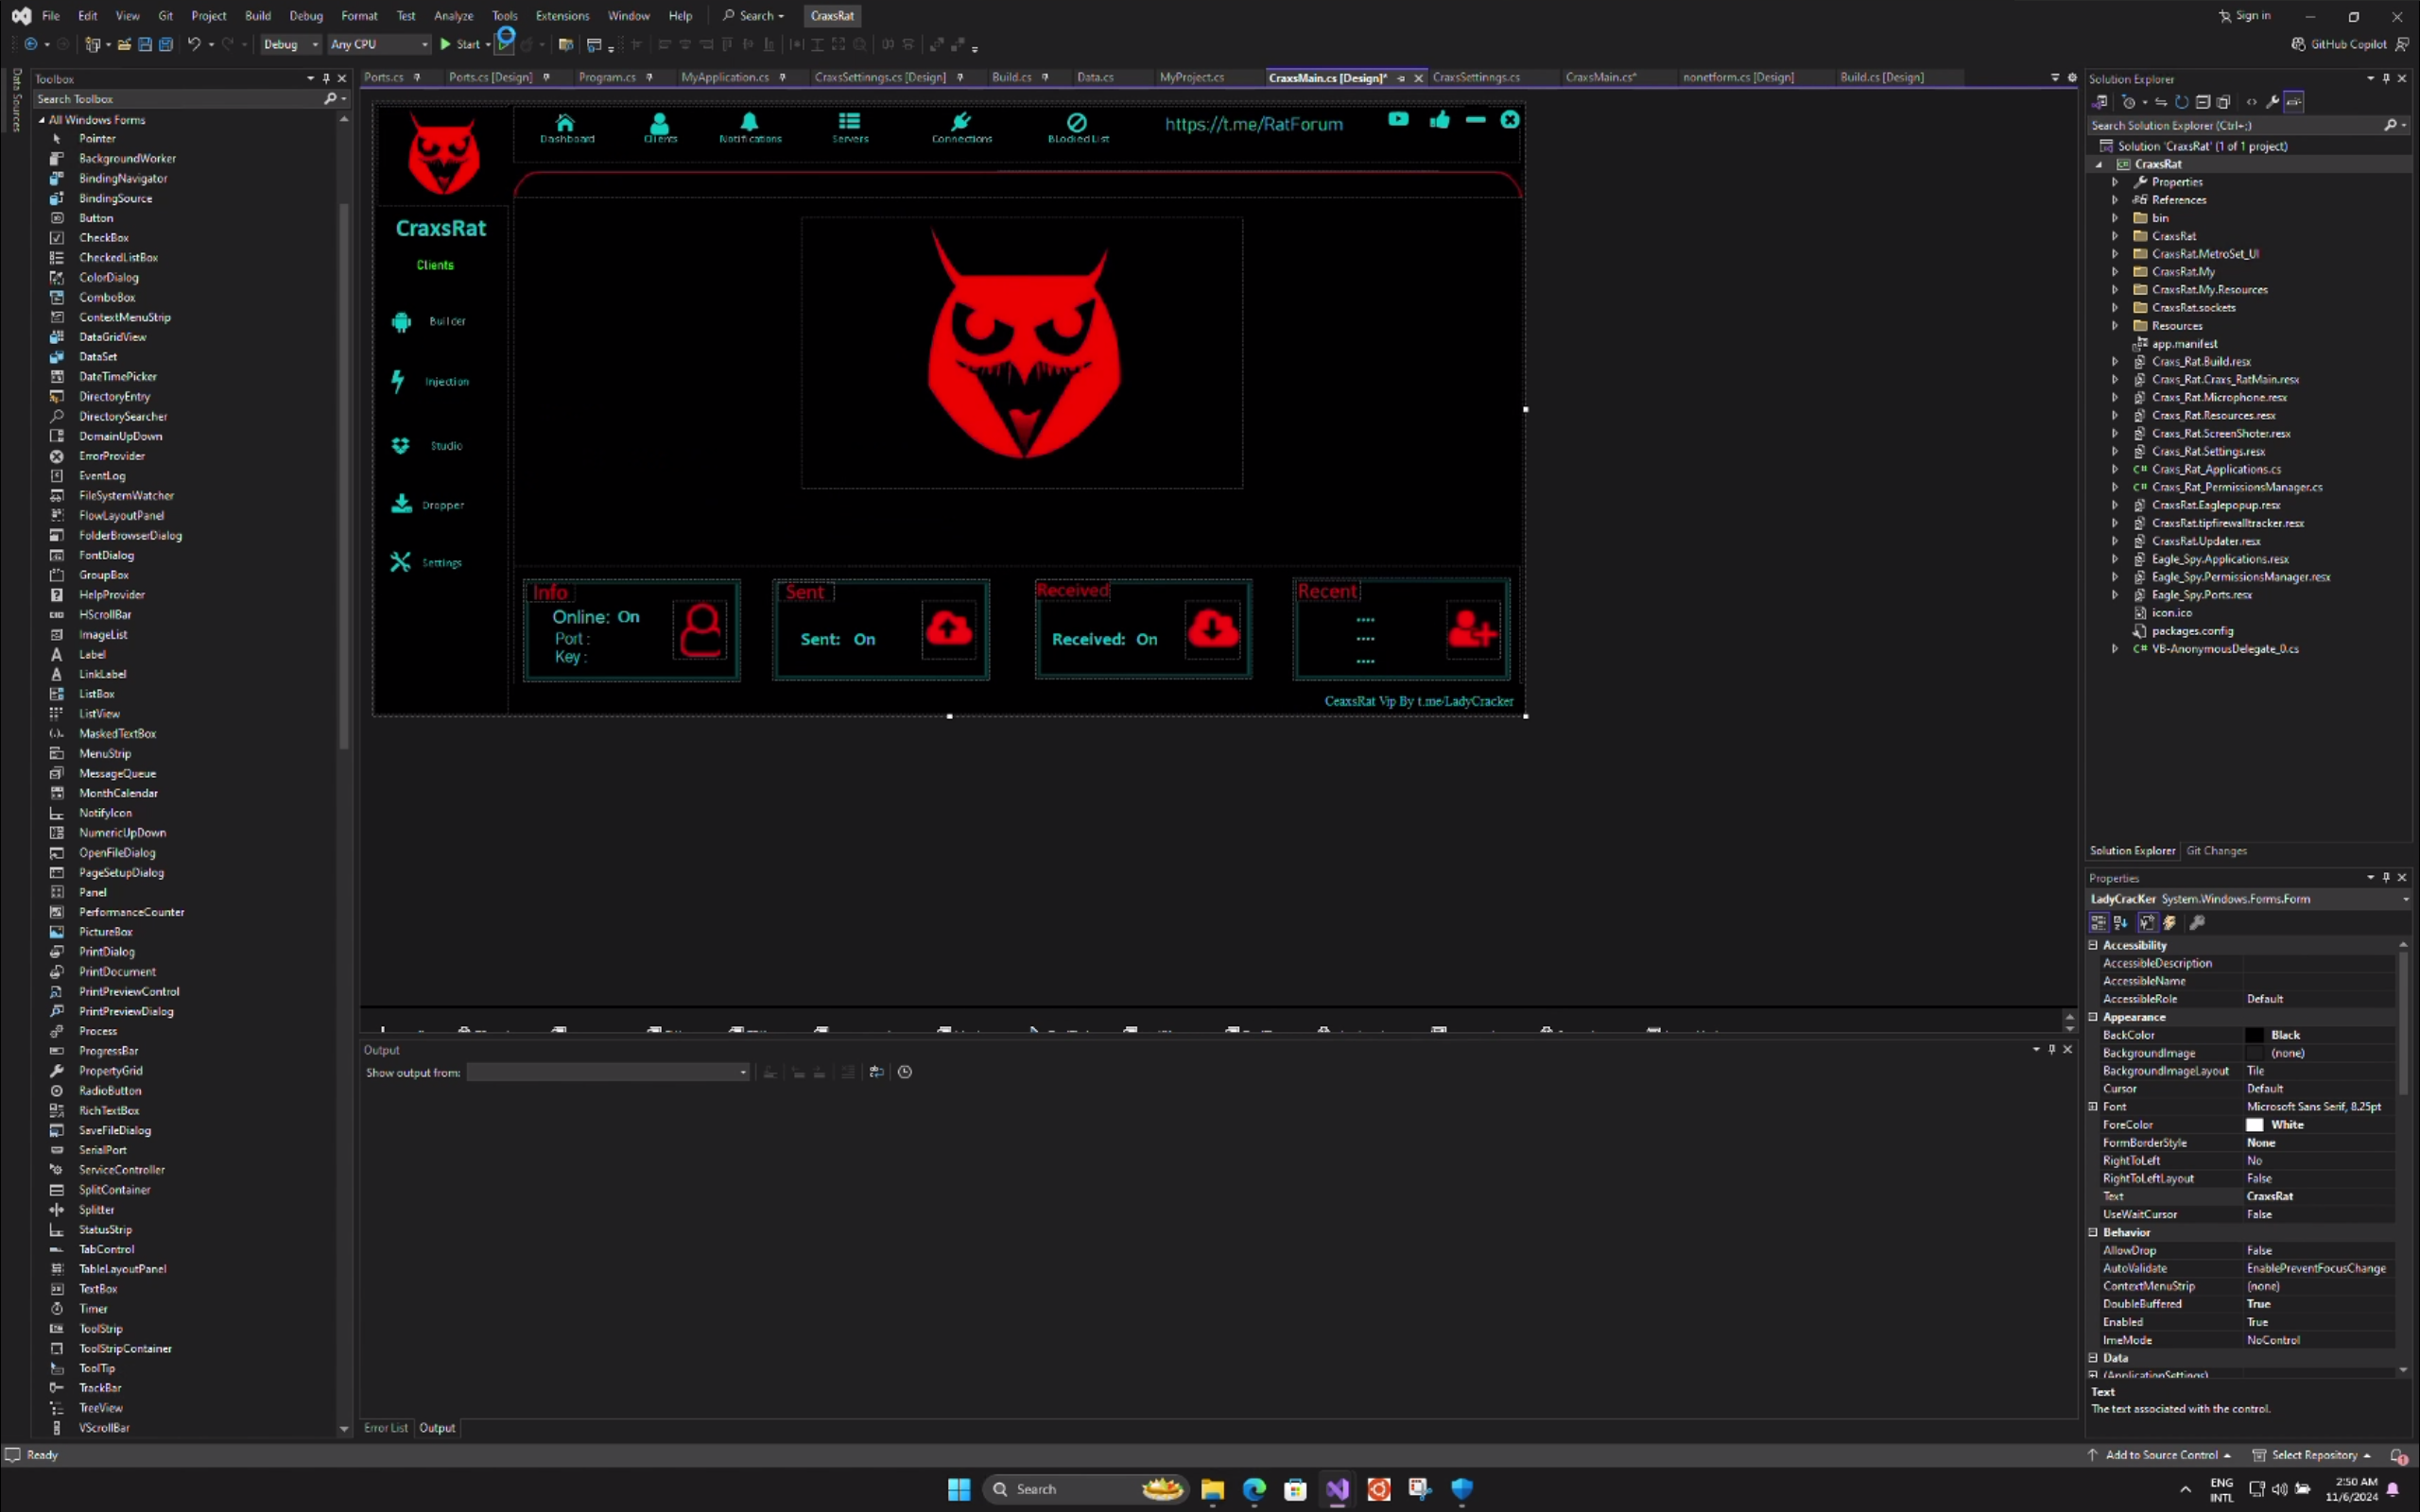 File Edit View Git Project Build Debug Format Test Analyze Tools Extensions Window Help Search CraxsRat Sign in
Debug Any CPU Start GitHub Copilot
Data Sources
Toolbox
Search Toolbox
All Windows Forms
Pointer
BackgroundWorker
BindingNavigator
BindingSource
Button
CheckBox
CheckedListBox
ColorDialog
ComboBox
ContextMenuStrip
DataGridView
DataSet
DateTimePicker
DirectoryEntry
DirectorySearcher
DomainUpDown
ErrorProvider
EventLog
FileSystemWatcher
FlowLayoutPanel
FolderBrowserDialog
FontDialog
GroupBox
HelpProvider
HScrollBar
ImageList
Label
LinkLabel
ListBox
ListView
MaskedTextBox
MenuStrip
MessageQueue
MonthCalendar
NotifyIcon
NumericUpDown
OpenFileDialog
PageSetupDialog
Panel
PerformanceCounter
PictureBox
PrintDialog
PrintDocument
PrintPreviewControl
PrintPreviewDialog
Process
ProgressBar
PropertyGrid
RadioButton
RichTextBox
SaveFileDialog
SerialPort
ServiceController
SplitContainer
Splitter
StatusStrip
TabControl
TableLayoutPanel
TextBox
Timer
ToolStrip
ToolStripContainer
ToolTip
TrackBar
TreeView
VScrollBar
Ports.cs Ports.cs [Design] Program.cs MyApplication.cs CraxsSettinngs.cs [Design] Build.cs Data.cs MyProject.cs CraxsMain.cs [Design]* CraxsSettinngs.cs CraxsMain.cs* nonetform.cs [Design] Build.cs [Design]
Dashboard Clients Notifications Servers Connections BLocked List https://t.me/RatForum
CraxsRat
Clients
Builder
Injection
Studio
Dropper
Settings
Info
Online: On
Port :
Key :
Sent
Sent: On
Received
Received: On
Recent
....
....
....
CeaxsRat Vip By t.me/LadyCracker
Output
Show output from:
Error List Output
Solution Explorer
Search Solution Explorer (Ctrl+;)
Solution 'CraxsRat' (1 of 1 project)
CraxsRat
Properties
References
bin
CraxsRat
CraxsRat.MetroSet_UI
CraxsRat.My
CraxsRat.My.Resources
CraxsRat.sockets
Resources
app.manifest
Craxs_Rat.Build.resx
Craxs_Rat.Craxs_RatMain.resx
Craxs_Rat.Microphone.resx
Craxs_Rat.Resources.resx
Craxs_Rat.ScreenShoter.resx
Craxs_Rat.Settings.resx
Craxs_Rat_Applications.cs
Craxs_Rat_PermissionsManager.cs
CraxsRat.Eaglepopup.resx
CraxsRat.tipfirewalltracker.resx
CraxsRat.Updater.resx
Eagle_Spy.Applications.resx
Eagle_Spy.PermissionsManager.resx
Eagle_Spy.Ports.resx
icon.ico
packages.config
VB-AnonymousDelegate_0.cs
Solution Explorer Git Changes
Properties
LadyCracKer System.Windows.Forms.Form
Accessibility
AccessibleDescription
AccessibleName
AccessibleRole Default
Appearance
BackColor Black
BackgroundImage (none)
BackgroundImageLayout Tile
Cursor Default
Font Microsoft Sans Serif, 8.25pt
ForeColor White
FormBorderStyle None
RightToLeft No
RightToLeftLayout False
Text CraxsRat
UseWaitCursor False
Behavior
AllowDrop False
AutoValidate EnablePreventFocusChange
ContextMenuStrip (none)
DoubleBuffered True
Enabled True
ImeMode NoControl
Data
(ApplicationSettings)
Text
The text associated with the control.
Ready Add to Source Control Select Repository
Search
ENG
INTL
2:50 AM
11/6/2024